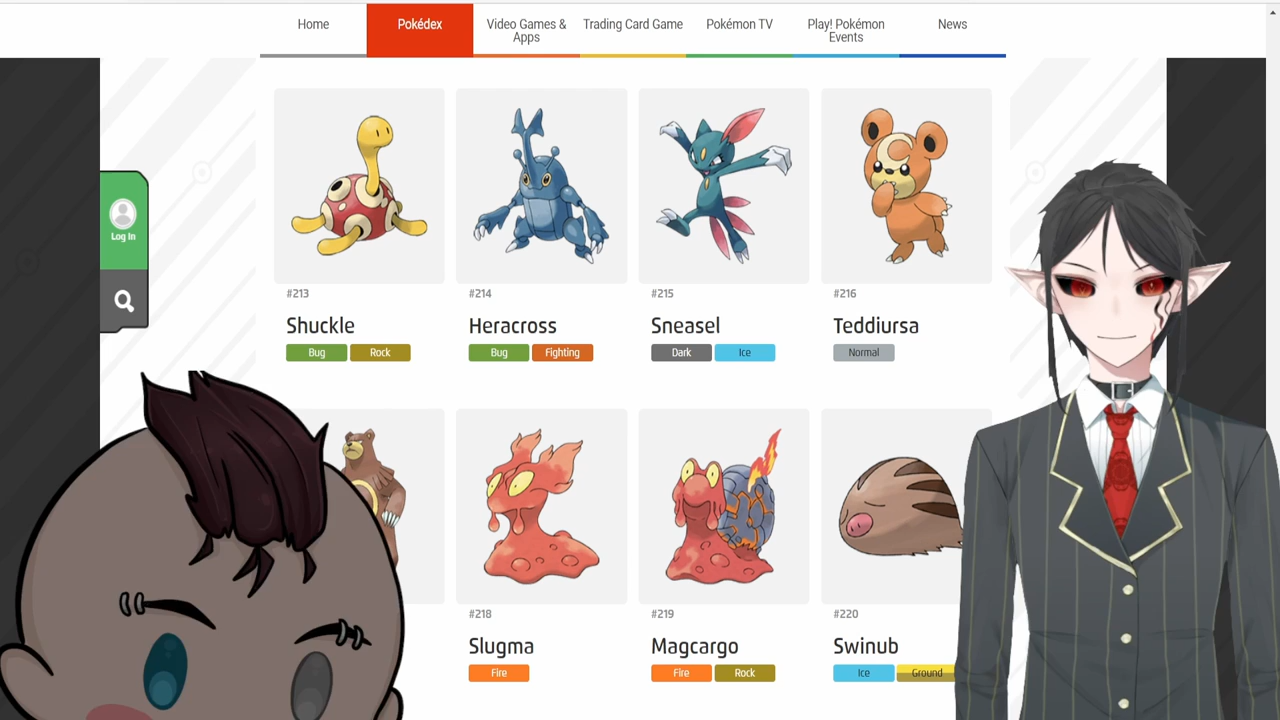 Home
Pokédex
Video Games &
Apps
Trading Card Game
Pokémon TV
Play! Pokémon
Events
News
Log In
#213
#214
#215
#216
Shuckle
Heracross
Sneasel
Teddiursa
Bug
Rock
Bug
Fighting
Dark
Ice
Normal
#218
#219
#220
Slugma
Magcargo
Swinub
Fire
Fire
Rock
Ice
Ground